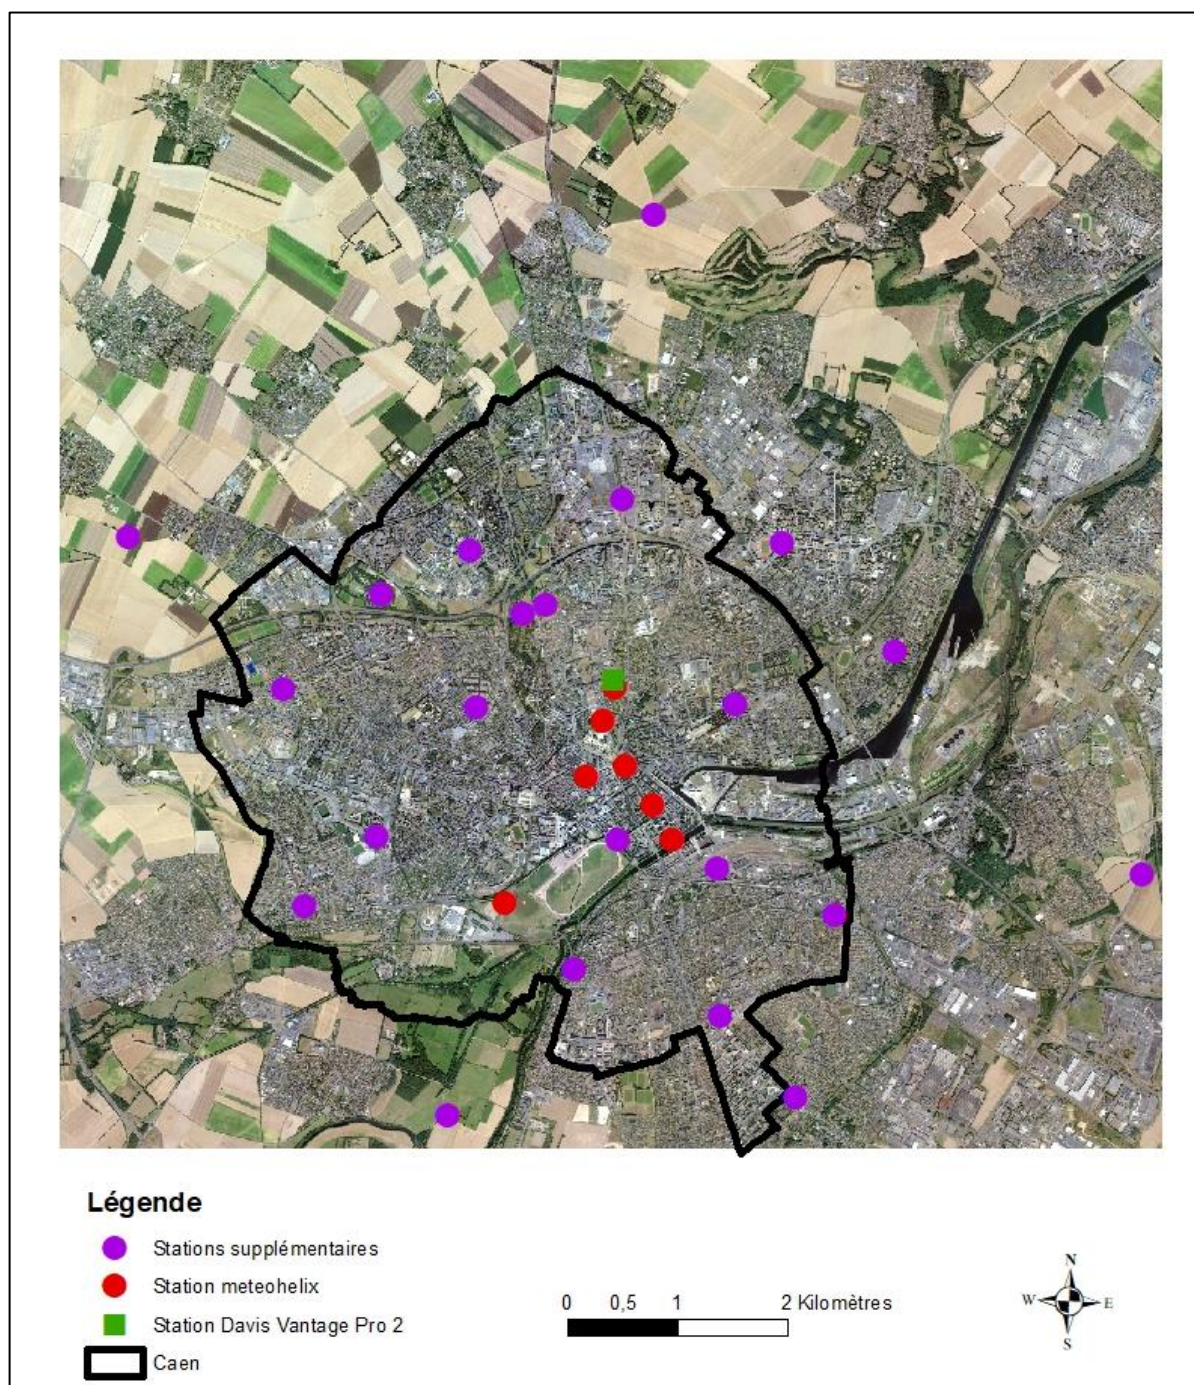 Légende
Stations supplémentaires
Station meteohelix
Station Davis Vantage Pro 2
Caen
0 0,5 1 2 Kilomètres
N
W E
S